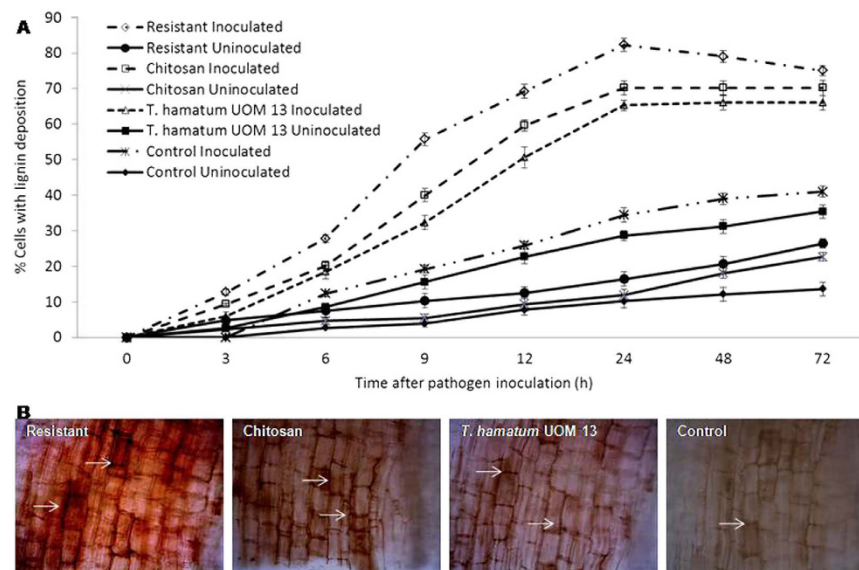 A
90
80
70
60
50
40
30
20
10
0
% Cells with lignin deposition
Resistant Inoculated
Resistant Uninoculated
Chitosan Inoculated
Chitosan Uninoculated
T. hamatum UOM 13 Inoculated
T. hamatum UOM 13 Uninoculated
Control Inoculated
Control Uninoculated
0 3 6 9 12 24 48 72
Time after pathogen inoculation (h)
B
Resistant Chitosan T. hamatum UOM 13 Control